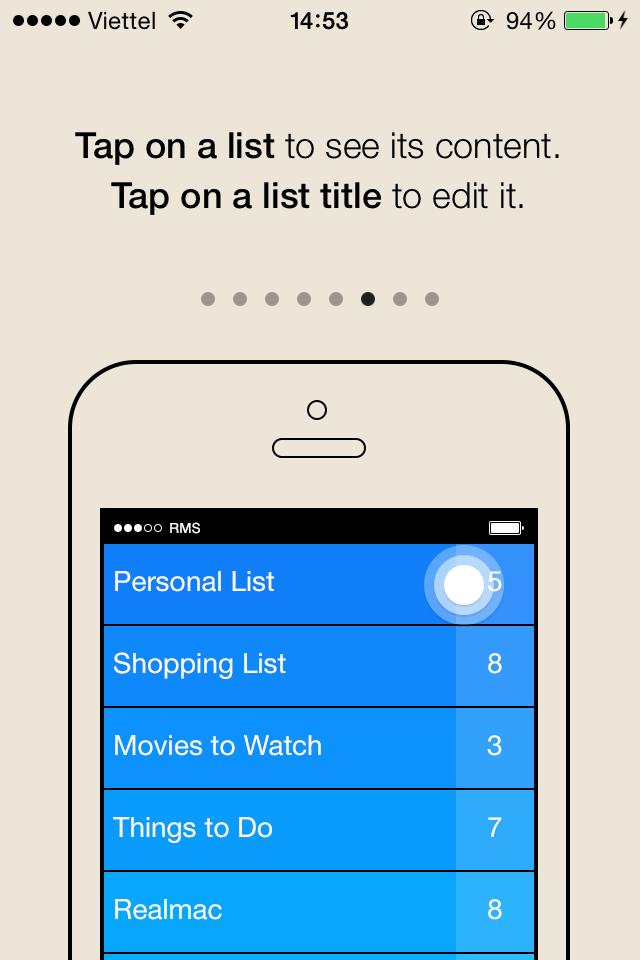 Viettel 14:53 94%
Tap on a list to see its content.
Tap on a list title to edit it.
RMS
Personal List 5
Shopping List 8
Movies to Watch 3
Things to Do 7
Realmac 8